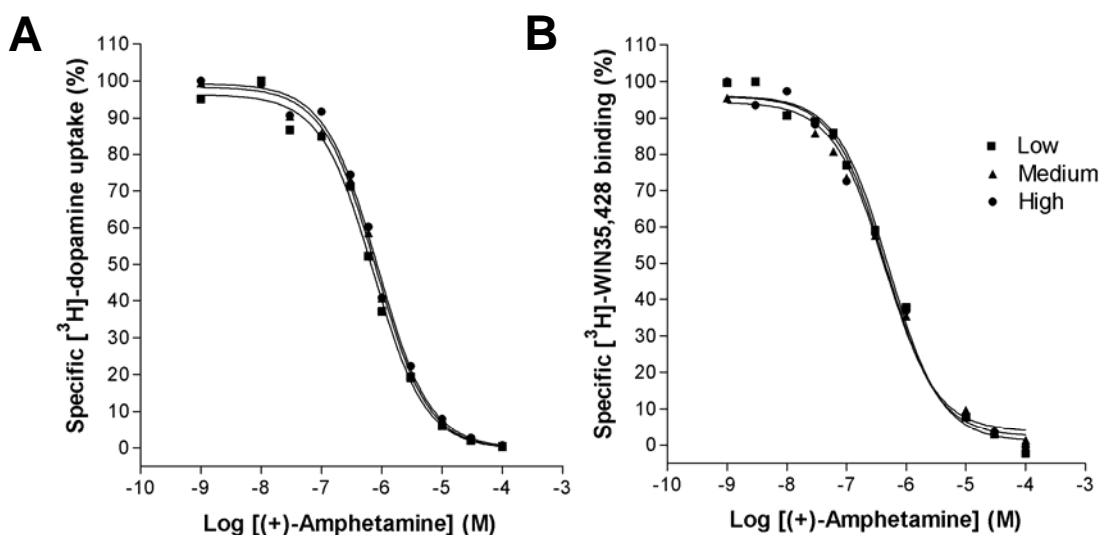 A
B
Specific [³H]-dopamine uptake (%)
110
100
90
80
70
60
50
40
30
20
10
0
-10 -9 -8 -7 -6 -5 -4 -3
Log [(+)-Amphetamine] (M)
Specific [³H]-WIN35,428 binding (%)
110
100
90
80
70
60
50
40
30
20
10
0
-10 -9 -8 -7 -6 -5 -4 -3
Log [(+)-Amphetamine] (M)
Low
Medium
High